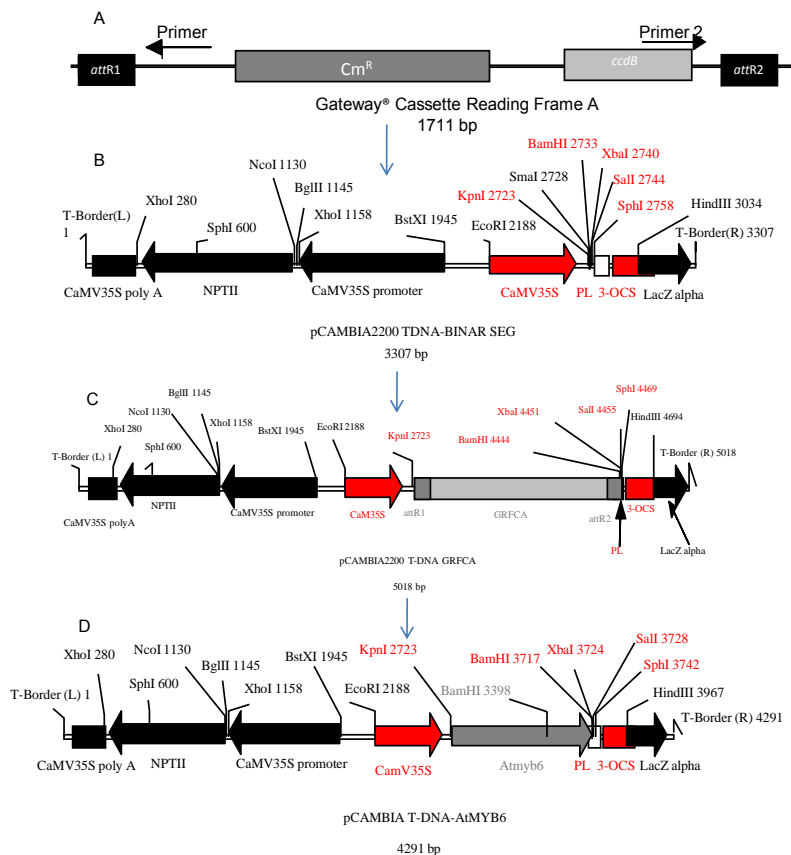 A
Primer
Primer 2
attR1
CmR
ccdB
attR2
Gateway® Cassette Reading Frame A
1711 bp
B
BamHI 2733
XbaI 2740
NcoI 1130
SmaI 2728
SalI 2744
BglII 1145
KpnI 2723
SphI 2758
XhoI 280
XhoI 1158
BstXI 1945
HindIII 3034
T-Border(L)
1
SphI 600
EcoRI 2188
T-Border(R) 3307
CaMV35S poly A
NPTII
CaMV35S promoter
CaMV35S
PL
3-OCS
LacZ alpha
pCAMBIA2200 TDNA-BINAR SEG
3307 bp
C
BglII 1145
SphI 4469
NcoI 1130
XbaI 4451
SalI 4455
XhoI 280
XhoI 1158
EcoRI 2188
HindIII 4694
SphI 600
BstXI 1945
KpnI 2723
BamHI 4444
T-Border (L) 1
T-Border (R) 5018
CaMV35S polyA
NPTII
CaMV35S promoter
CaM35S
attR1
GRFCA
attR2
3-OCS
PL
LacZ alpha
pCAMBIA2200 T-DNA GRFCA
5018 bp
D
KpnI 2723
SalI 3728
XhoI 280
NcoI 1130
BstXI 1945
BamHI 3717
XbaI 3724
BglII 1145
SphI 3742
SphI 600
XhoI 1158
EcoRI 2188
BamHI 3398
HindIII 3967
T-Border (L) 1
T-Border (R) 4291
CaMV35S poly A
NPTII
CaMV35S promoter
CamV35S
Atmyb6
PL
3-OCS
LacZ alpha
pCAMBIA T-DNA-AtMYB6
4291 bp